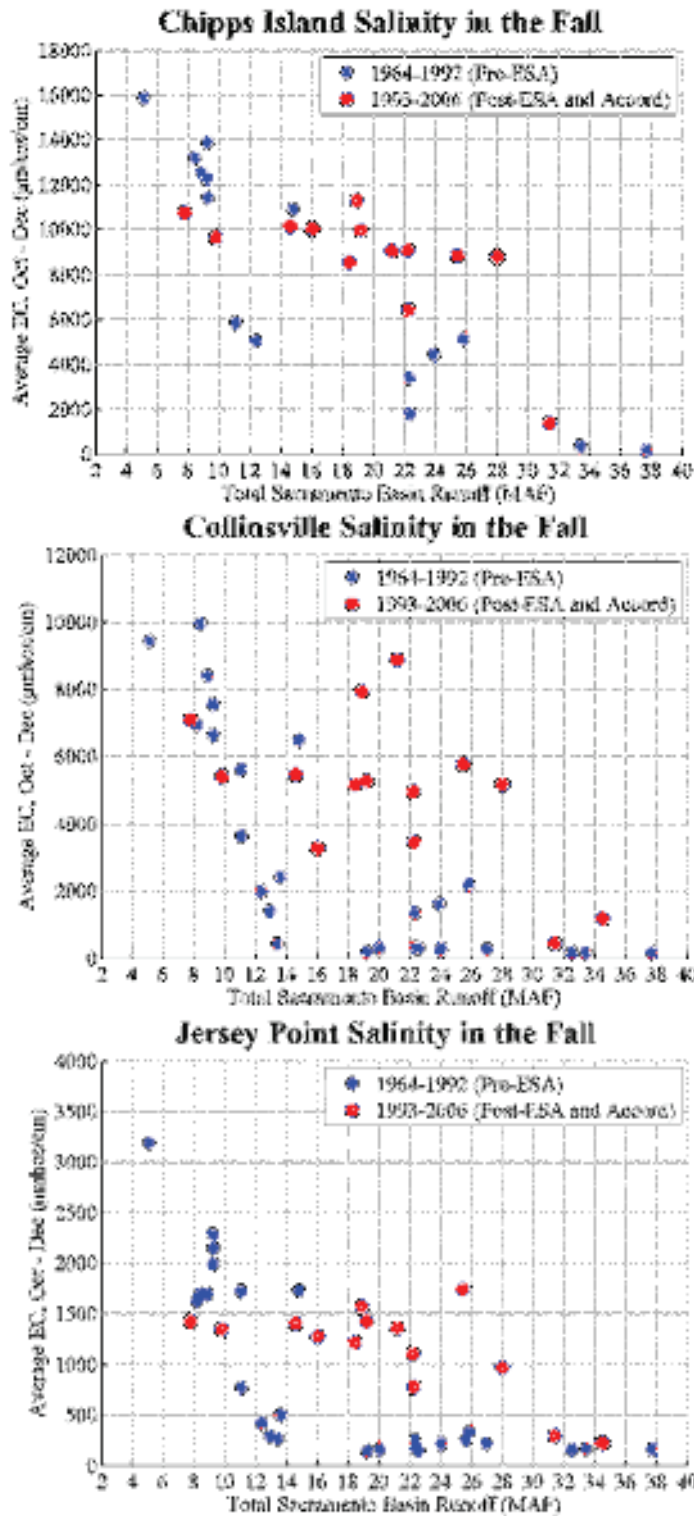 Chipps Island Salinity in the Fall
18000
1964-1992 (Pre-ESA)
1993-2006 (Post-ESA and Accord)
16000
14000
12000
10000
8000
6000
4000
2000
0
Average EC, Oct - Dec (µmhos/cm)
2 4 6 8 10 12 14 16 18 20 22 24 26 28 30 32 34 36 38 40
Total Sacramento Basin Runoff (MAF)
Collinsville Salinity in the Fall
12000
1964-1992 (Pre-ESA)
1993-2006 (Post-ESA and Accord)
10000
8000
6000
4000
2000
0
Average EC, Oct - Dec (µmhos/cm)
2 4 6 8 10 12 14 16 18 20 22 24 26 28 30 32 34 36 38 40
Total Sacramento Basin Runoff (MAF)
Jersey Point Salinity in the Fall
4000
1964-1992 (Pre-ESA)
1993-2006 (Post-ESA and Accord)
3500
3000
2500
2000
1500
1000
500
0
Average EC, Oct - Dec (µmhos/cm)
2 4 6 8 10 12 14 16 18 20 22 24 26 28 30 32 34 36 38 40
Total Sacramento Basin Runoff (MAF)